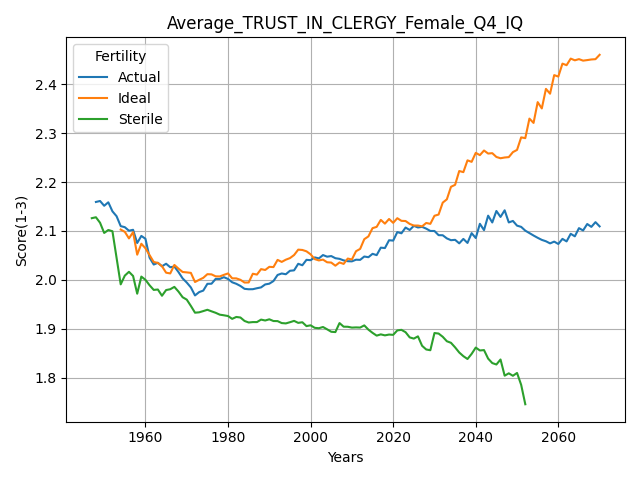 Average_TRUST_IN_CLERGY_Female_Q4_IQ
Fertility
Actual
Ideal
Sterile
Score(1-3)
2.4
2.3
2.2
2.1
2.0
1.9
1.8
1960 1980 2000 2020 2040 2060
Years